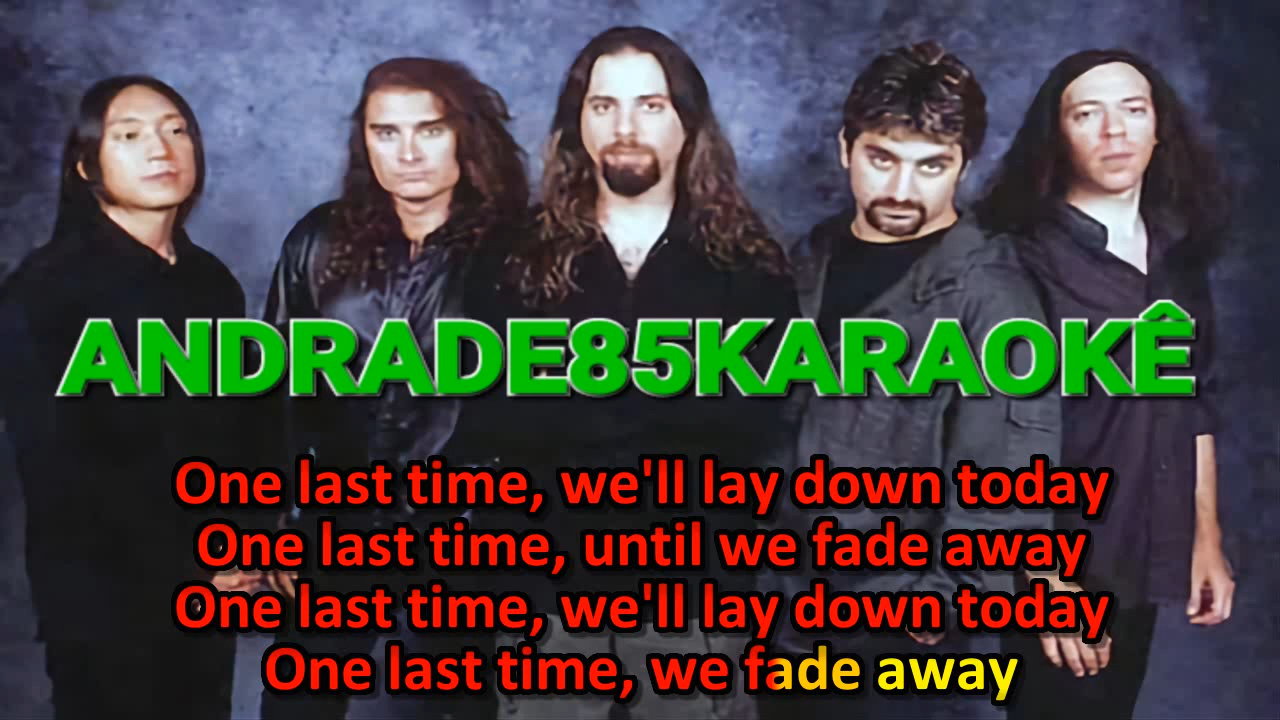 ANDRADE85KARAOKÊ
One last time, we'll lay down today
One last time, until we fade away
One last time, we'll lay down today
One last time, we fade away